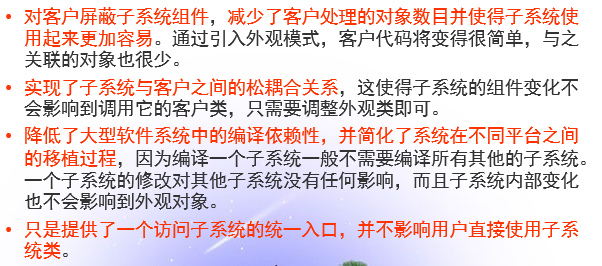 • 对客户屏蔽子系统组件，减少了客户处理的对象数目并使得子系统使
用起来更加容易。通过引入外观模式，客户代码将变得很简单，与之
关联的对象也很少。
• 实现了子系统与客户之间的松耦合关系，这使得子系统的组件变化不
会影响到调用它的客户类，只需要调整外观类即可。
• 降低了大型软件系统中的编译依赖性，并简化了系统在不同平台之间
的移植过程，因为编译一个子系统一般不需要编译所有其他的子系统。
一个子系统的修改对其他子系统没有任何影响，而且子系统内部变化
也不会影响到外观对象。
• 只是提供了一个访问子系统的统一入口，并不影响用户直接使用子系
统类。